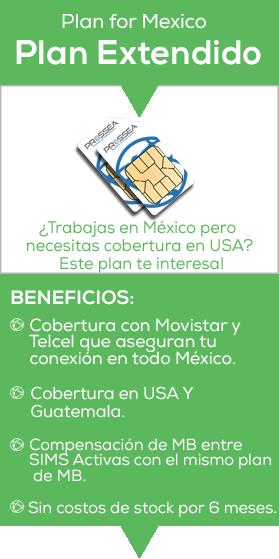 Plan for Mexico
Plan Extendido
PROSSEA
PROSSEA
¿Trabajas en México pero
necesitas cobertura en USA?
Este plan te interesa!
BENEFICIOS:
Cobertura con Movistar y
Telcel que aseguran tu
conexión en todo México.
Cobertura en USA Y
Guatemala.
Compensación de MB entre
SIMS Activas con el mismo plan
de MB.
Sin costos de stock por 6 meses.